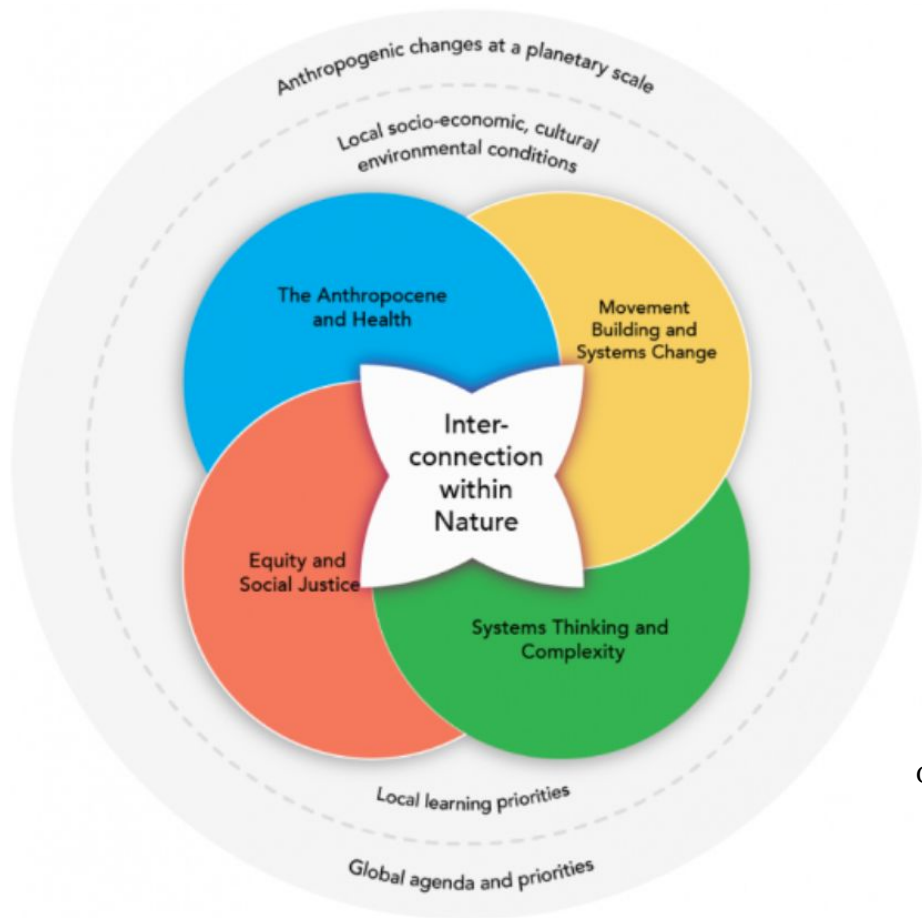 Anthropogenic changes at a planetary scale
Local socio-economic, cultural
environmental conditions
The Anthropocene
and Health
Movement
Building and
Systems Change
Inter-
connection
within
Nature
Equity and
Social Justice
Systems Thinking and
Complexity
Local learning priorities
Global agenda and priorities